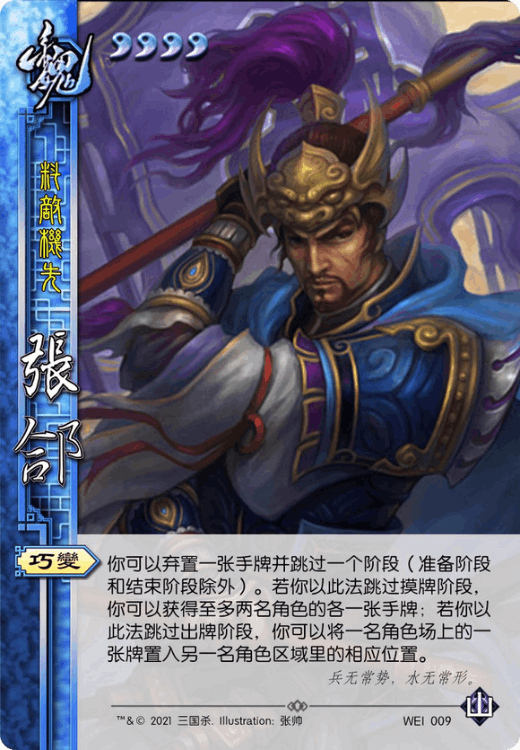 魏
料敵機先
張郃
巧變
你可以弃置一张手牌并跳过一个阶段（准备阶段
和结束阶段除外）。若你以此法跳过摸牌阶段，
你可以获得至多两名角色的各一张手牌；若你以
此法跳过出牌阶段，你可以将一名角色场上的一
张牌置入另一名角色区域里的相应位置。
兵无常势，水无常形。
™&© 2021 三国杀. Illustration: 张帅
WEI 009
山